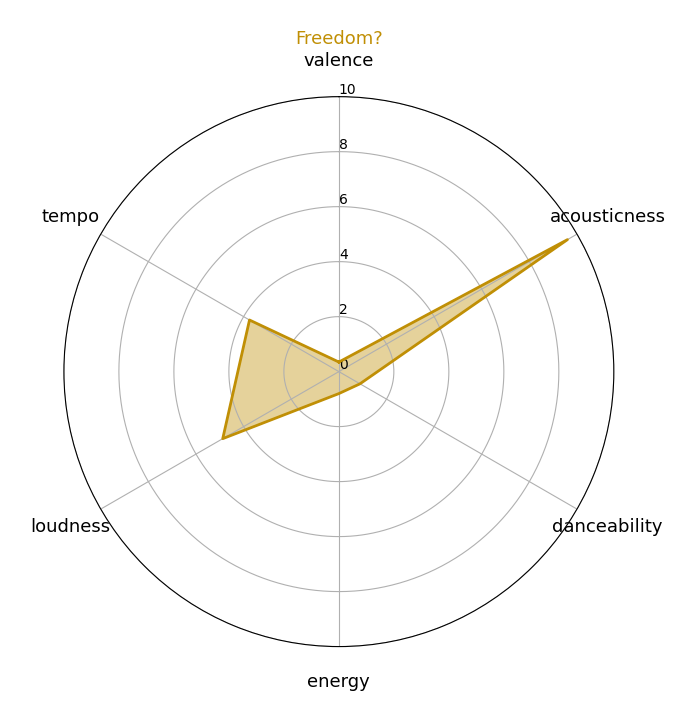 Freedom?
valence
10
8
tempo
6
acousticness
4
2
0
loudness
danceability
energy